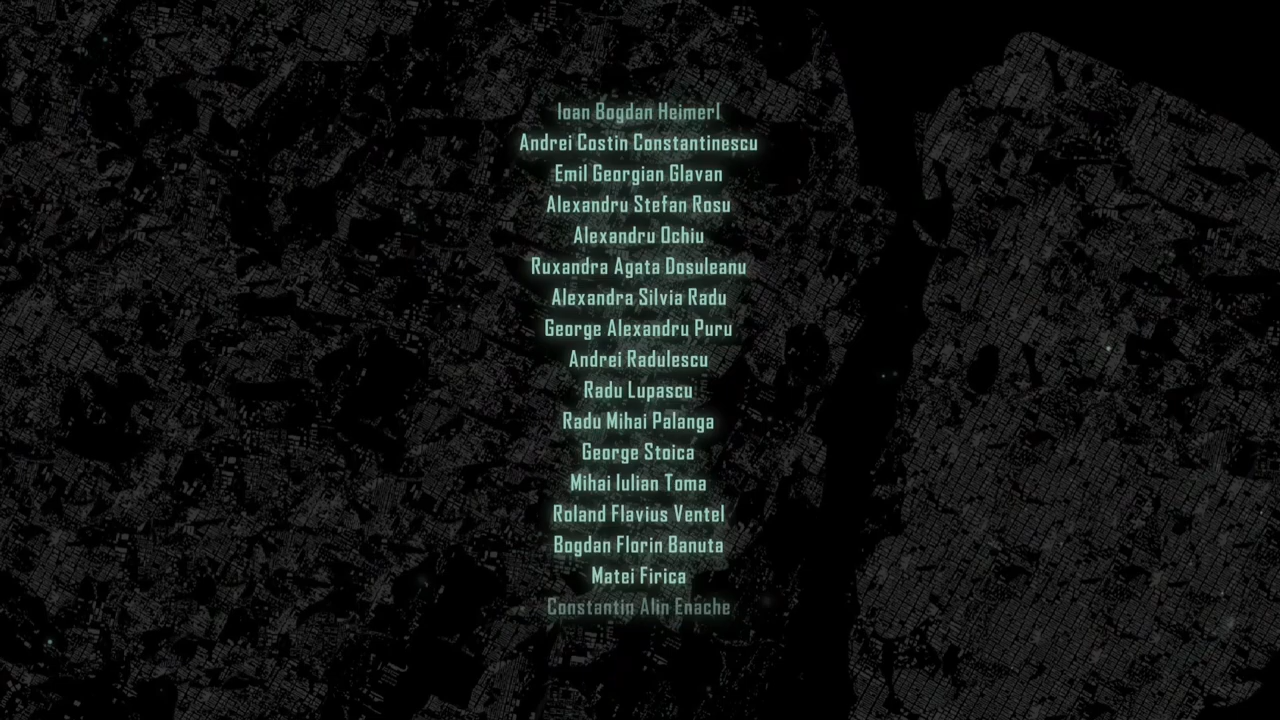 Ioan Bogdan Heimerl
Andrei Costin Constantinescu
Emil Georgian Glavan
Alexandru Stefan Rosu
Alexandru Ochiu
Ruxandra Agata Dosuleanu
Alexandra Silvia Radu
George Alexandru Puru
Andrei Radulescu
Radu Lupascu
Radu Mihai Palanga
George Stoica
Mihai Iulian Toma
Roland Flavius Ventel
Bogdan Florin Banuta
Matei Firica
Constantin Alin Enache